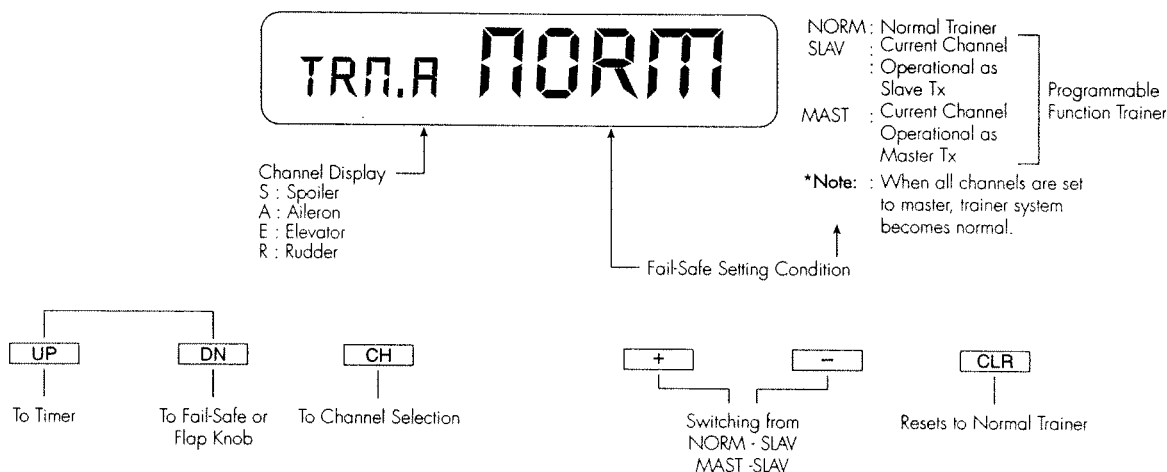 TRN.A NORM
NORM : Normal Trainer
SLAV : Current Channel
: Operational as
Slave Tx
MAST : Current Channel
Operational as
Master Tx
Programmable
Function Trainer
*Note: : When all channels are set
to master, trainer system
becomes normal.
Channel Display
S : Spoiler
A : Aileron
E : Elevator
R : Rudder
Fail-Safe Setting Condition
UP DN CH + - CLR
To Timer
To Fail-Safe or
Flap Knob
To Channel Selection
Switching from
NORM - SLAV
MAST -SLAV
Resets to Normal Trainer